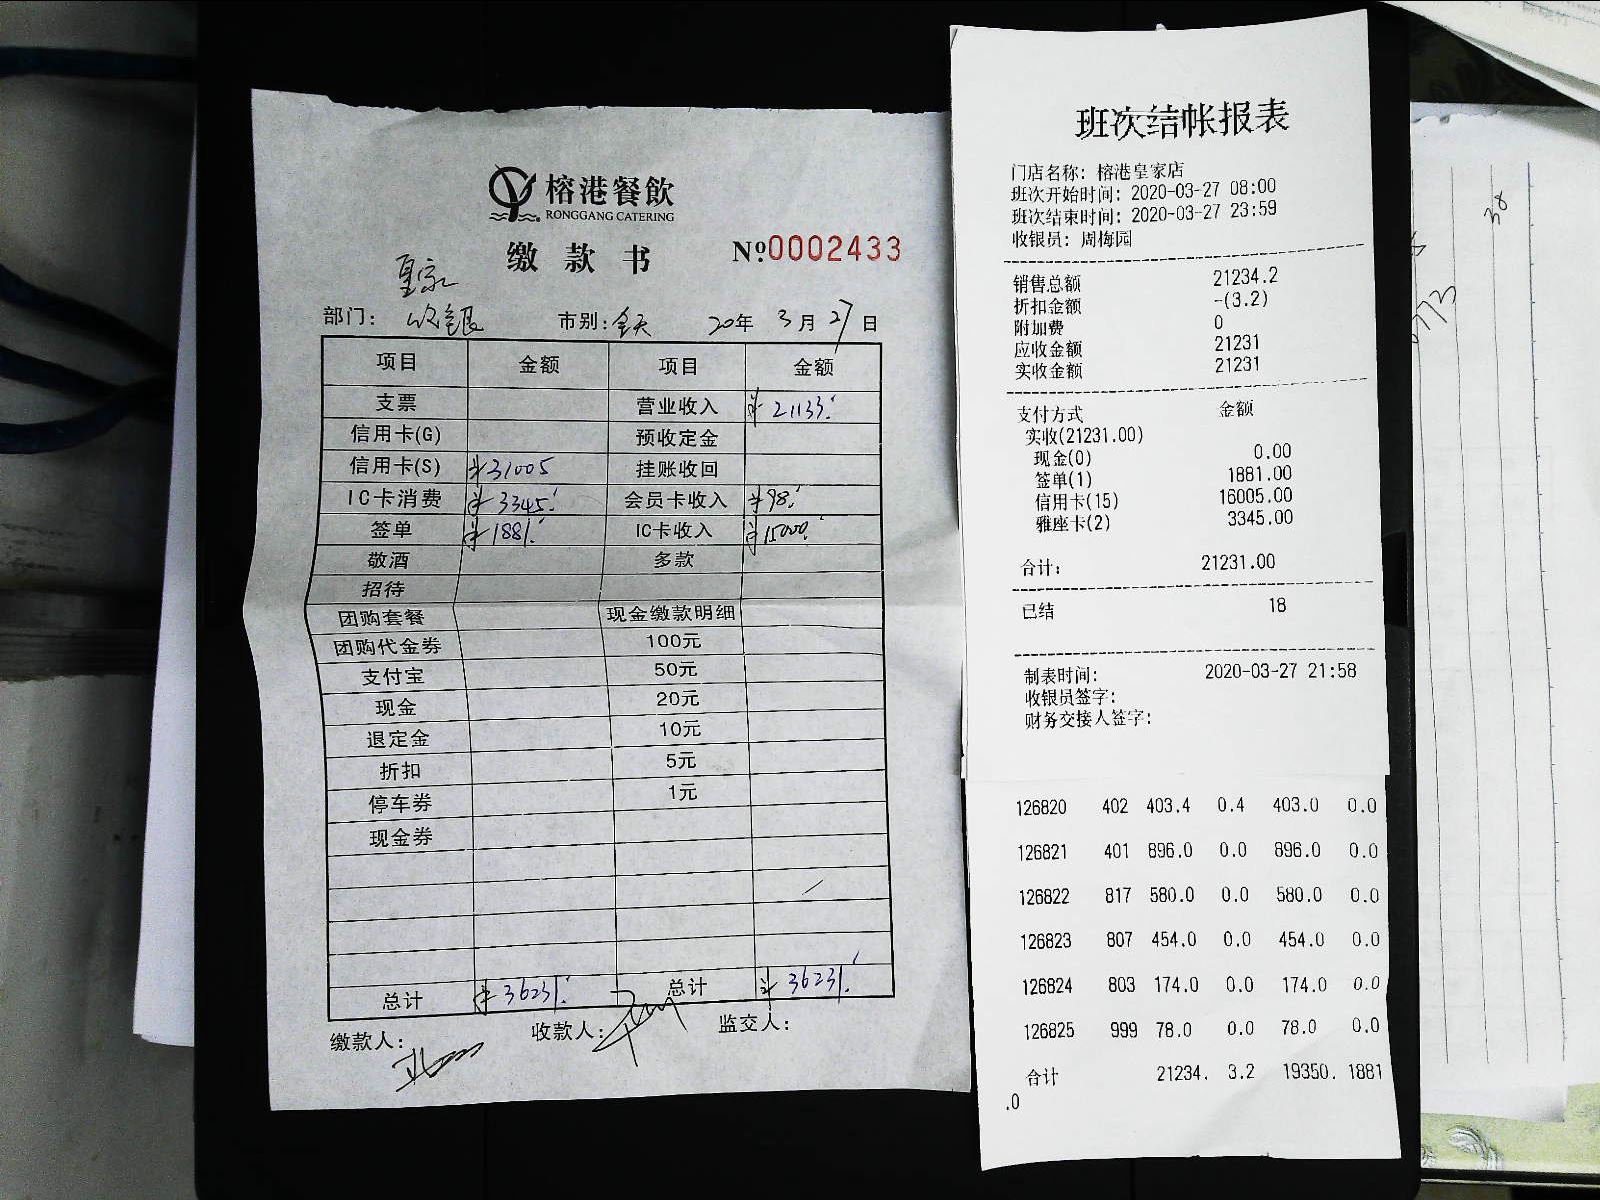 榕港餐飲
RONGGANG CATERING
缴款书 №0002433
皇家
部门： 收银 市别：全天 20年 3月 27日
项目 金额 项目 金额
支票 营业收入 ¥21133.
信用卡(G) 预收定金
信用卡(S) ¥31005 挂账收回
IC卡消费 ¥3345. 会员卡收入 ¥98.
签单 ¥1881. IC卡收入 ¥15000.
敬酒 多款
招待
团购套餐 现金缴款明细
团购代金券 100元
支付宝 50元
现金 20元
退定金 10元
折扣 5元
停车券 1元
现金券
总计 ¥36231. 总计 ¥36231.
缴款人： 收款人： 监交人：
班次结帐报表
门店名称：榕港皇家店
班次开始时间：2020-03-27 08:00
班次结束时间：2020-03-27 23:59
收银员：周梅园
销售总额 21234.2
折扣金额 -(3.2)
附加费 0
应收金额 21231
实收金额 21231
支付方式 金额
实收(21231.00)
现金(0) 0.00
签单(1) 1881.00
信用卡(15) 16005.00
雅座卡(2) 3345.00
合计： 21231.00
已结 18
制表时间： 2020-03-27 21:58
收银员签字：
财务交接人签字：
126820 402 403.4 0.4 403.0 0.0
126821 401 896.0 0.0 896.0 0.0
126822 817 580.0 0.0 580.0 0.0
126823 807 454.0 0.0 454.0 0.0
126824 803 174.0 0.0 174.0 0.0
126825 999 78.0 0.0 78.0 0.0
合计 21234. 3.2 19350. 1881
.0
38